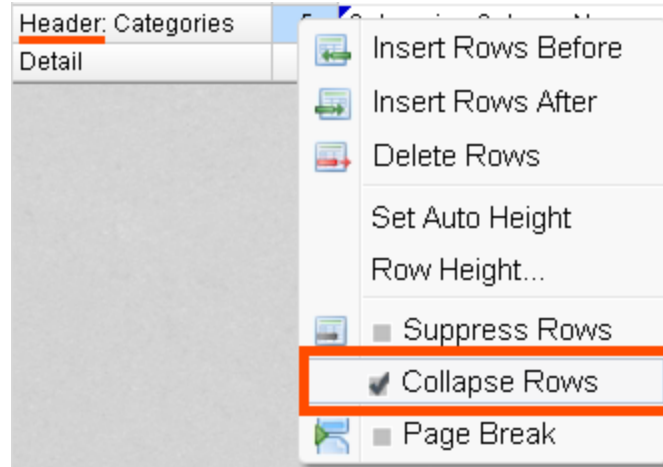 Header: Categories
Detail
Insert Rows Before
Insert Rows After
Delete Rows
Set Auto Height
Row Height...
Suppress Rows
Collapse Rows
Page Break